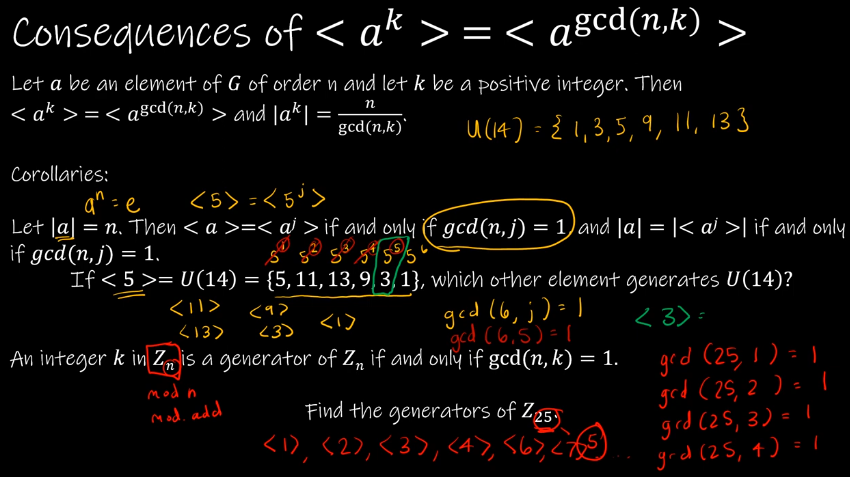 Consequences of < a^k > = < a^gcd(n,k) >
Let a be an element of G of order n and let k be a positive integer. Then
< a^k > = < a^gcd(n,k) > and |a^k| = n/gcd(n,k).
U(14) = { 1, 3, 5, 9, 11, 13 }
Corollaries:
a^n = e <5> = <5^j>
Let |a| = n. Then < a >=< a^j > if and only if gcd(n, j) = 1, and |a| = |< a^j >| if and only
if gcd(n, j) = 1.
5^1 5^2 5^3 5^4 5^5 5^6
If < 5 >= U(14) = {5, 11, 13, 9, 3, 1}, which other element generates U(14)?
<11> <9> gcd (6, j) = 1 <3> =
<13> <3> <1> gcd (6,5) = 1
An integer k in Z_n is a generator of Z_n if and only if gcd(n, k) = 1.
mod n
mod. add
gcd (25, 1) = 1
gcd (25, 2) = 1
gcd (25, 3) = 1
gcd (25, 4) = 1
Find the generators of Z_25.
<1>, <2>, <3>, <4>, <6>, <7> 5 ...